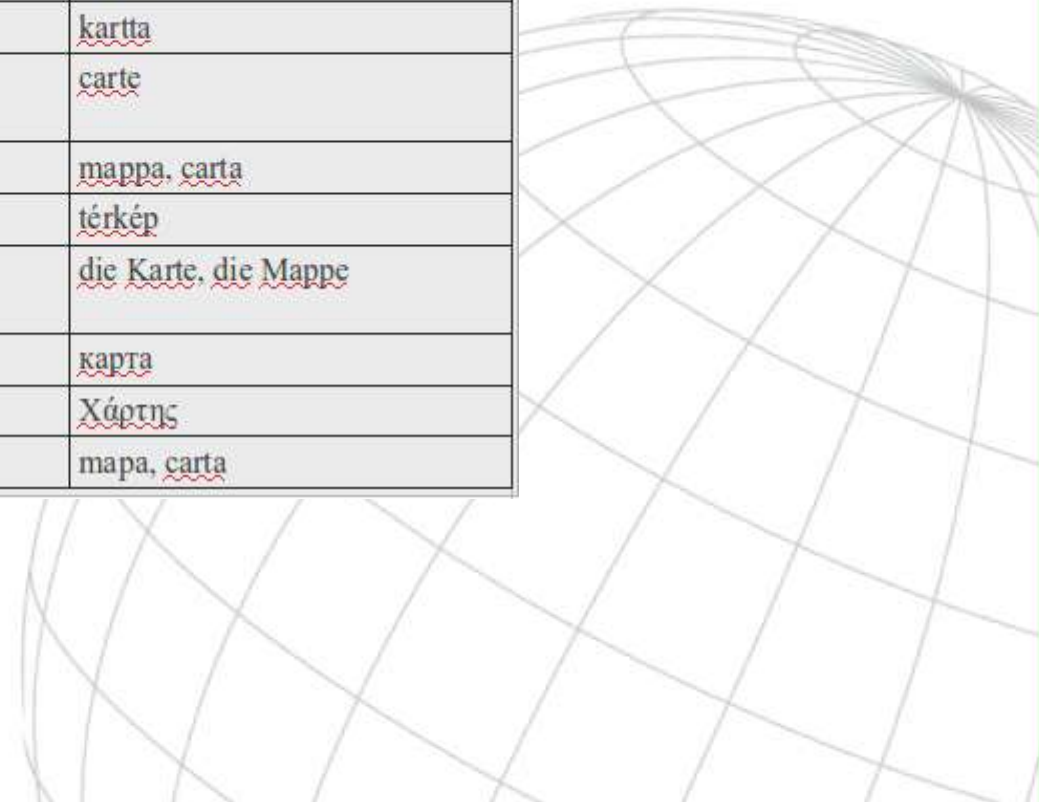 kartta
carte
mappa, carta
térkép
die Karte, die Mappe
карта
Χάρτης
mapa, carta